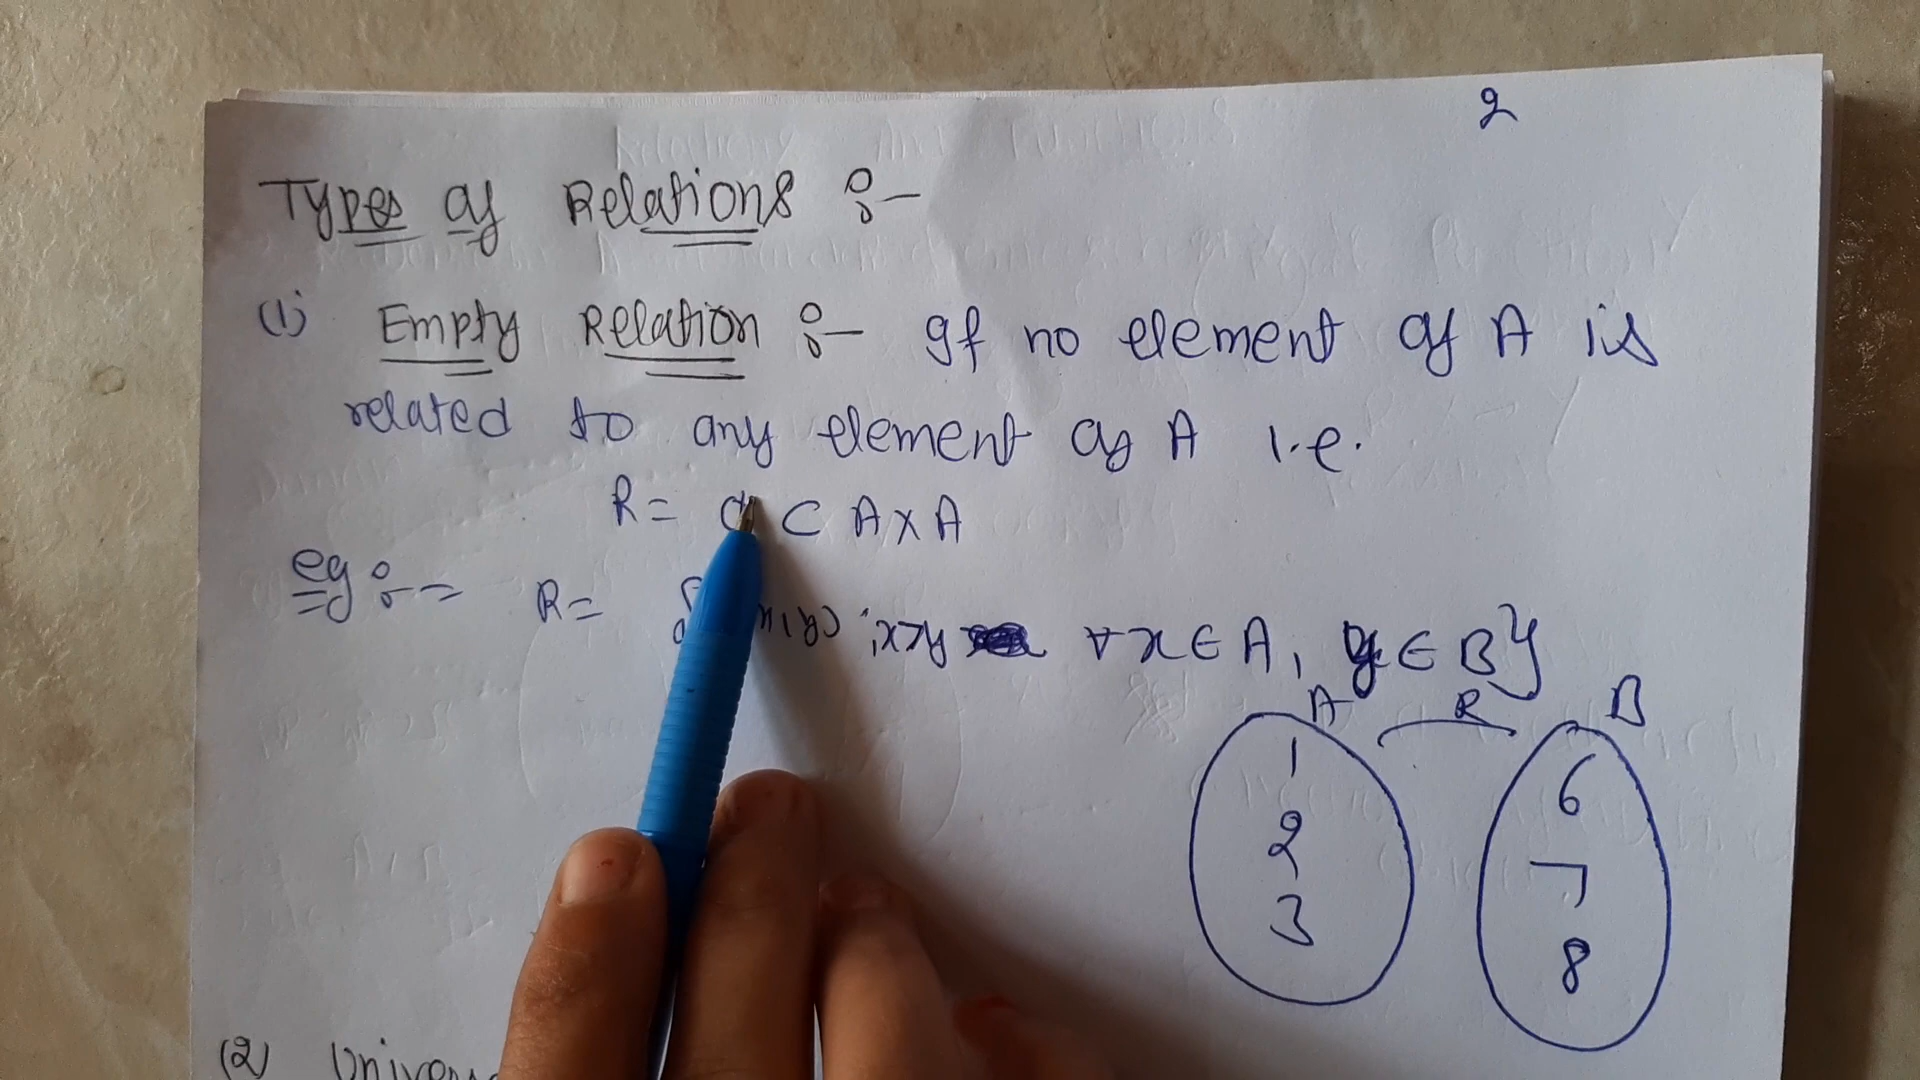 2
Types of Relations :-
(1) Empty Relation :- If no element of A is
related to any element of A i.e.
R= ϕ ⊂ A×A
eg :- R= x>y ∀x∈A, y∈B}
A R B
1 6
2 7
3 8
(2)